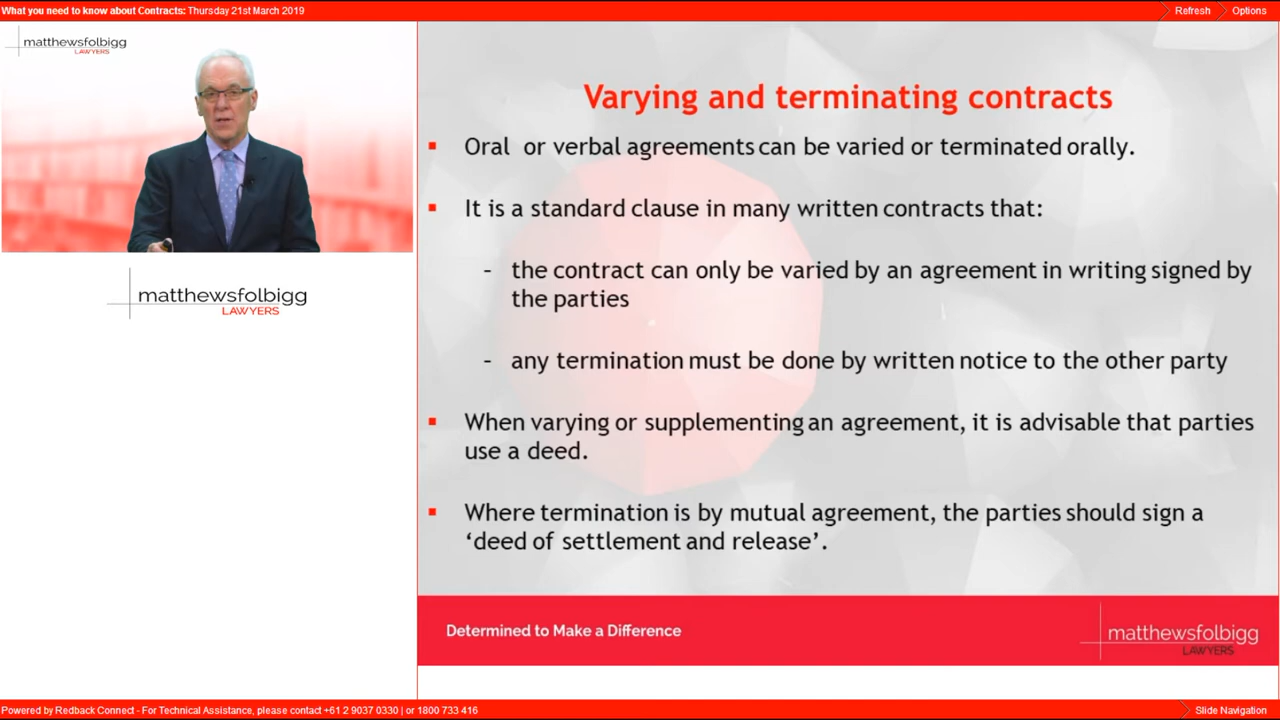 What you need to know about Contracts: Thursday 21st March 2019
Refresh
Options
matthewsfolbigg
LAWYERS
matthewsfolbigg
LAWYERS
Varying and terminating contracts
Oral or verbal agreements can be varied or terminated orally.
It is a standard clause in many written contracts that:
– the contract can only be varied by an agreement in writing signed by
the parties
– any termination must be done by written notice to the other party
When varying or supplementing an agreement, it is advisable that parties
use a deed.
Where termination is by mutual agreement, the parties should sign a
‘deed of settlement and release’.
Determined to Make a Difference
matthewsfolbigg
LAWYERS
Powered by Redback Connect - For Technical Assistance, please contact +61 2 9037 0330 | or 1800 733 416
Slide Navigation